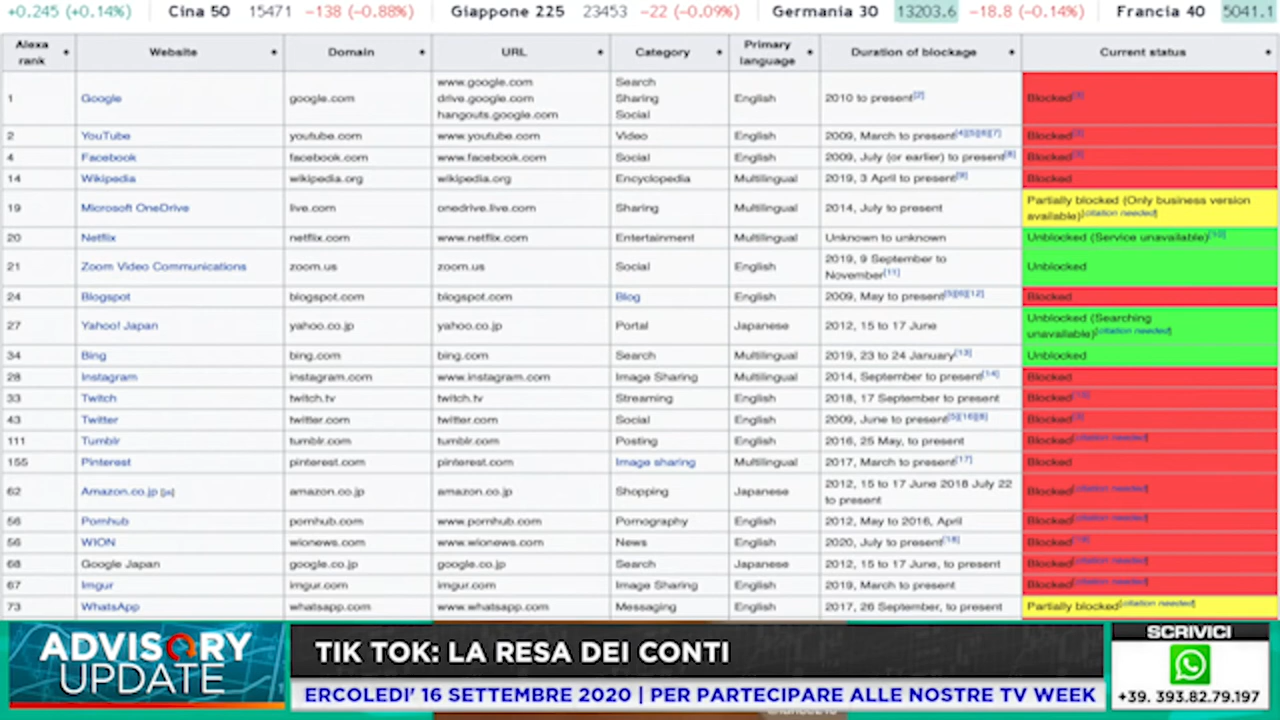 +0.245 (+0.14%) Cina 50 15471 −138 (−0.88%) Giappone 225 23453 −22 (−0.09%) Germania 30 13203.6 −18.8 (−0.14%) Francia 40 5041.1
Alexa rank Website Domain URL Category Primary language Duration of blockage Current status
1 Google google.com www.google.com drive.google.com hangouts.google.com Search Sharing Social English 2010 to present[2] Blocked[3]
2 YouTube youtube.com www.youtube.com Video English 2009, March to present[4][5][6][7] Blocked[3]
4 Facebook facebook.com www.facebook.com Social English 2009, July (or earlier) to present[8] Blocked[3]
14 Wikipedia wikipedia.org wikipedia.org Encyclopedia Multilingual 2019, 3 April to present[9] Blocked
19 Microsoft OneDrive live.com onedrive.live.com Sharing Multilingual 2014, July to present Partially blocked (Only business version available)[citation needed]
20 Netflix netflix.com www.netflix.com Entertainment Multilingual Unknown to unknown Unblocked (Service unavailable)[10]
21 Zoom Video Communications zoom.us zoom.us Social English 2019, 9 September to November[11] Unblocked
24 Blogspot blogspot.com blogspot.com Blog English 2009, May to present[5][6][12] Blocked
27 Yahoo! Japan yahoo.co.jp yahoo.co.jp Portal Japanese 2012, 15 to 17 June Unblocked (Searching unavailable)[citation needed]
34 Bing bing.com bing.com Search Multilingual 2019, 23 to 24 January[13] Unblocked
28 Instagram instagram.com www.instagram.com Image Sharing Multilingual 2014, September to present[14] Blocked
33 Twitch twitch.tv twitch.tv Streaming English 2018, 17 September to present Blocked[15]
43 Twitter twitter.com twitter.com Social English 2009, June to present[5][16][8] Blocked[3]
111 Tumblr tumblr.com tumblr.com Posting English 2016, 25 May, to present Blocked[citation needed]
155 Pinterest pinterest.com pinterest.com Image sharing Multilingual 2017, March to present[17] Blocked
62 Amazon.co.jp [ja] amazon.co.jp amazon.co.jp Shopping Japanese 2012, 15 to 17 June 2018 July 22 to present Blocked[citation needed]
56 Pornhub pornhub.com www.pornhub.com Pornography English 2012, May to 2016, April Blocked[citation needed]
56 WION wionews.com www.wionews.com News English 2020, July to present[18] Blocked[19]
68 Google Japan google.co.jp google.co.jp Search Japanese 2012, 15 to 17 June, to present Blocked[citation needed]
67 Imgur imgur.com imgur.com Image Sharing English 2019, March to present Blocked[citation needed]
73 WhatsApp whatsapp.com www.whatsapp.com Messaging English 2017, 26 September, to present Partially blocked[citation needed]
ADVISORY UPDATE
TIK TOK: LA RESA DEI CONTI
ERCOLEDI' 16 SETTEMBRE 2020 | PER PARTECIPARE ALLE NOSTRE TV WEEK
SCRIVICI
+39. 393.82.79.197